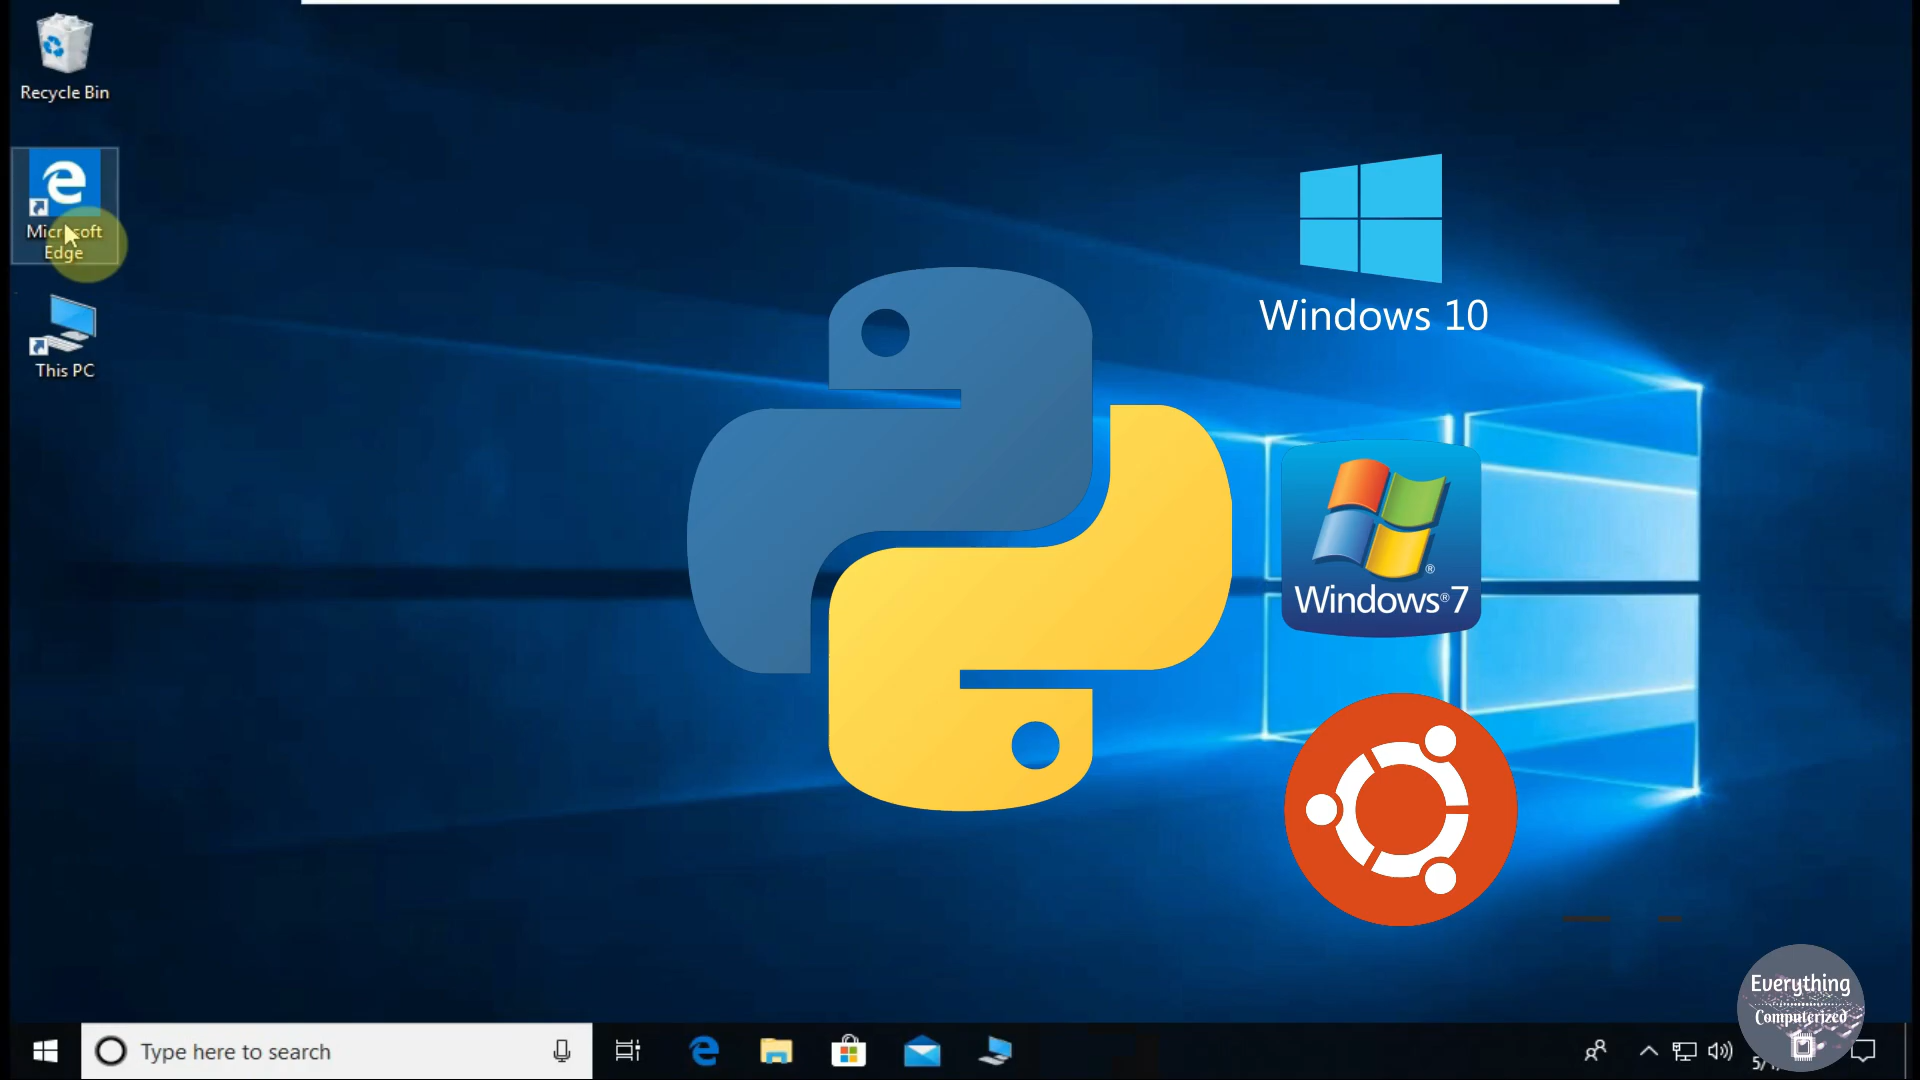 Recycle Bin
Microsoft
Edge
This PC
Windows 10
Windows®7
Everything
Computerized
Type here to search